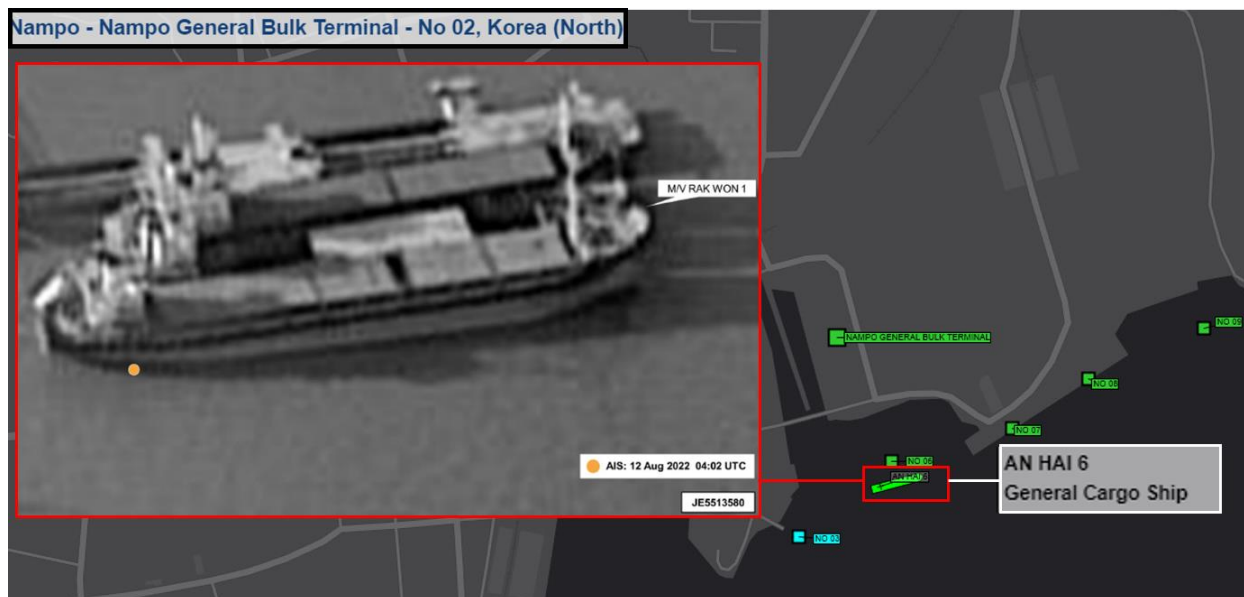 Nampo - Nampo General Bulk Terminal - No 02, Korea (North)
M/V RAK WON 1
AIS: 12 Aug 2022 04:02 UTC
JE5513580
NAMPO GENERAL BULK TERMINAL
NO 09
NO 08
NO 07
NO 06
AN HAI 6
NO 03
AN HAI 6
General Cargo Ship